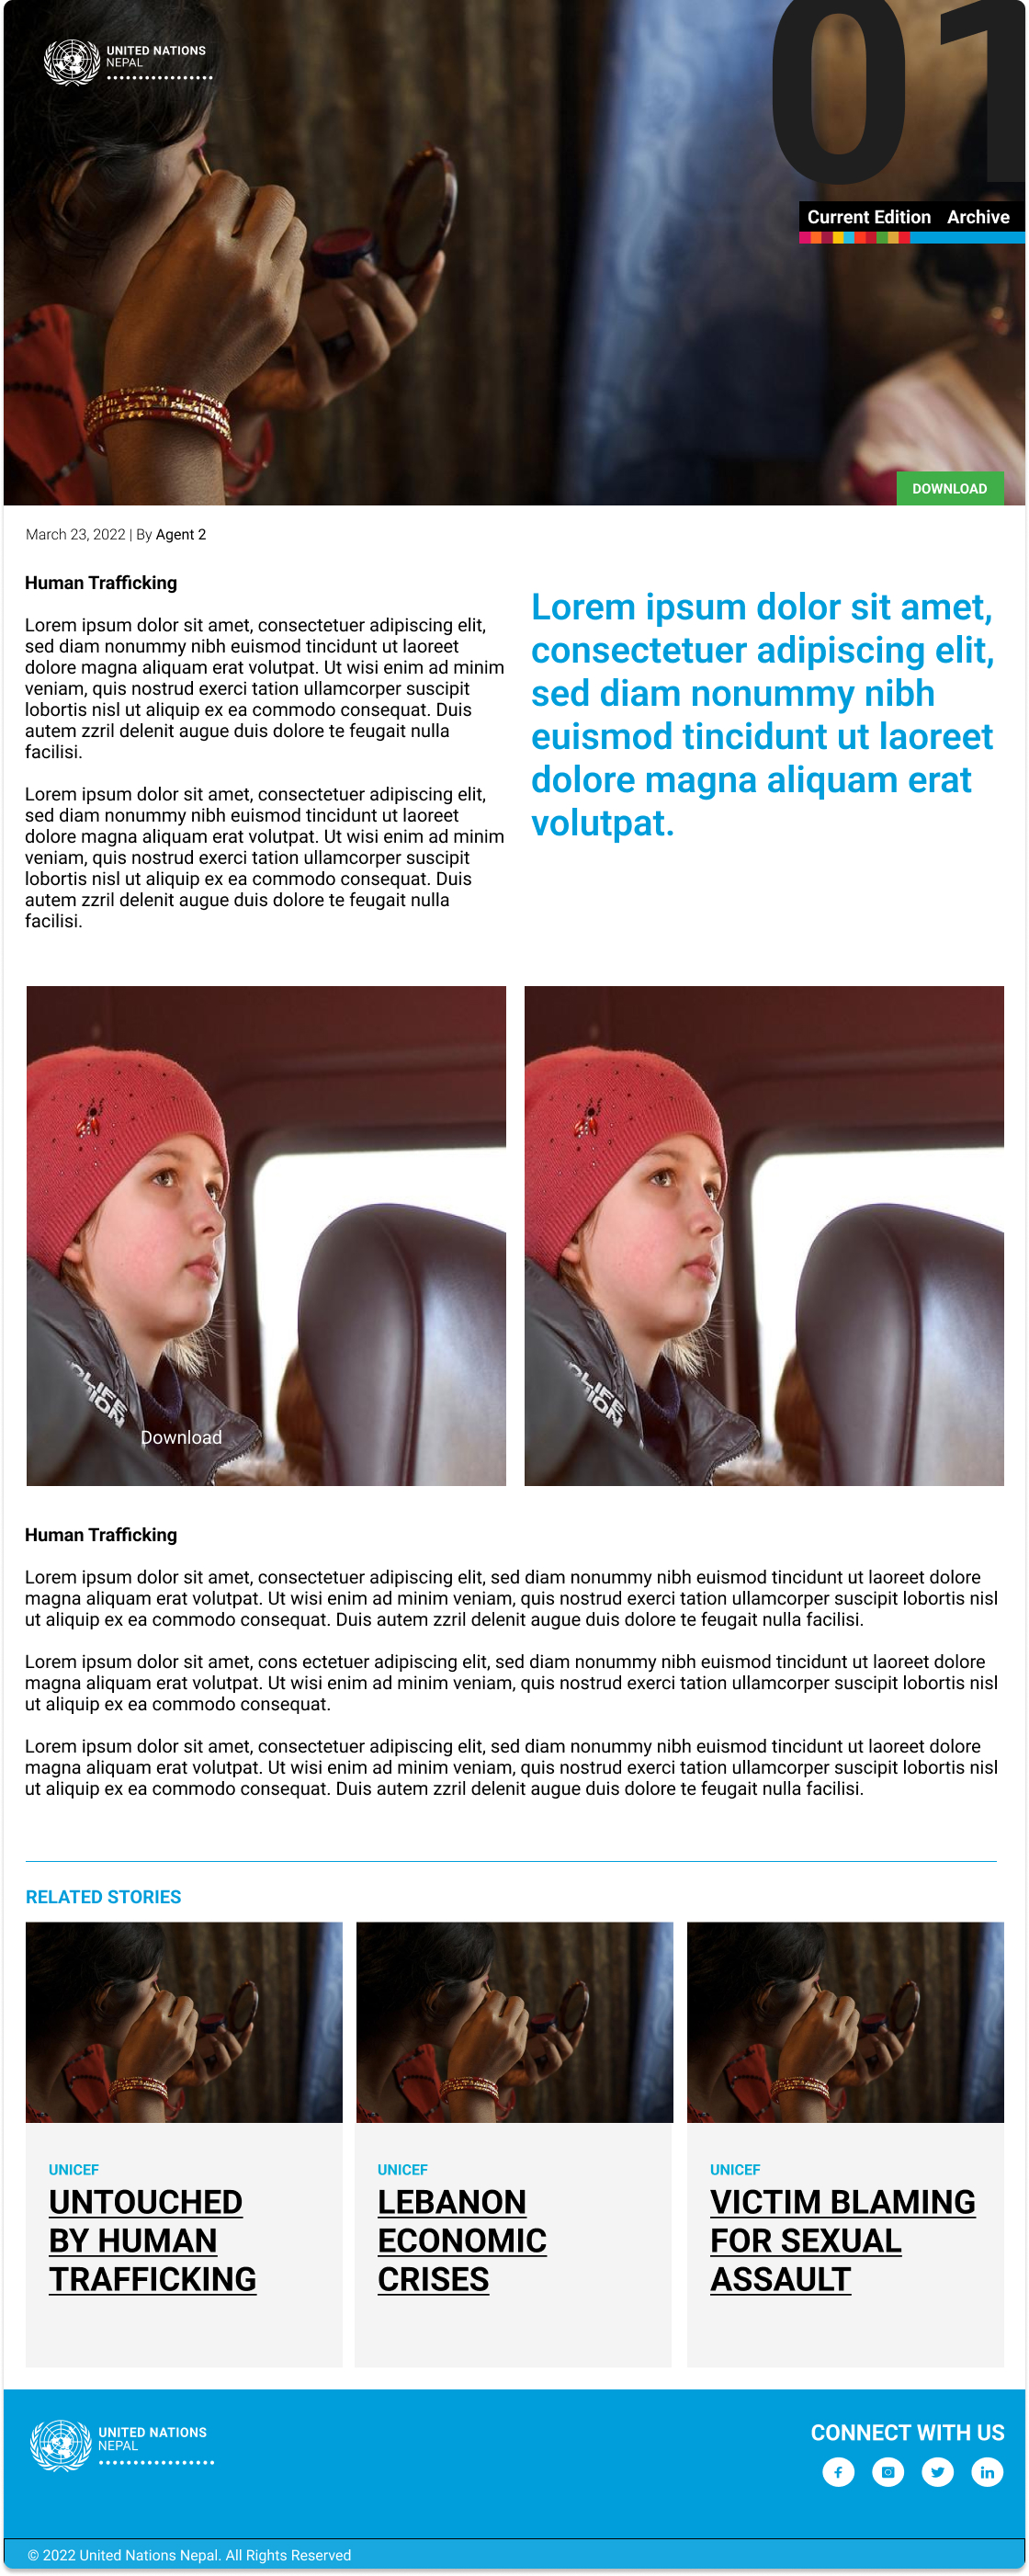 UNITED NATIONS
NEPAL
01
Current Edition Archive
DOWNLOAD
March 23, 2022 | By Agent 2
Human Trafficking
Lorem ipsum dolor sit amet, consectetuer adipiscing elit,
sed diam nonummy nibh euismod tincidunt ut laoreet
dolore magna aliquam erat volutpat. Ut wisi enim ad minim
veniam, quis nostrud exerci tation ullamcorper suscipit
lobortis nisl ut aliquip ex ea commodo consequat. Duis
autem zzril delenit augue duis dolore te feugait nulla
facilisi.
Lorem ipsum dolor sit amet, consectetuer adipiscing elit,
sed diam nonummy nibh euismod tincidunt ut laoreet
dolore magna aliquam erat volutpat. Ut wisi enim ad minim
veniam, quis nostrud exerci tation ullamcorper suscipit
lobortis nisl ut aliquip ex ea commodo consequat. Duis
autem zzril delenit augue duis dolore te feugait nulla
facilisi.
Lorem ipsum dolor sit amet,
consectetuer adipiscing elit,
sed diam nonummy nibh
euismod tincidunt ut laoreet
dolore magna aliquam erat
volutpat.
Download
Human Trafficking
Lorem ipsum dolor sit amet, consectetuer adipiscing elit, sed diam nonummy nibh euismod tincidunt ut laoreet dolore
magna aliquam erat volutpat. Ut wisi enim ad minim veniam, quis nostrud exerci tation ullamcorper suscipit lobortis nisl
ut aliquip ex ea commodo consequat. Duis autem zzril delenit augue duis dolore te feugait nulla facilisi.
Lorem ipsum dolor sit amet, cons ectetuer adipiscing elit, sed diam nonummy nibh euismod tincidunt ut laoreet dolore
magna aliquam erat volutpat. Ut wisi enim ad minim veniam, quis nostrud exerci tation ullamcorper suscipit lobortis nisl
ut aliquip ex ea commodo consequat.
Lorem ipsum dolor sit amet, consectetuer adipiscing elit, sed diam nonummy nibh euismod tincidunt ut laoreet dolore
magna aliquam erat volutpat. Ut wisi enim ad minim veniam, quis nostrud exerci tation ullamcorper suscipit lobortis nisl
ut aliquip ex ea commodo consequat. Duis autem zzril delenit augue duis dolore te feugait nulla facilisi.
RELATED STORIES
UNICEF
UNTOUCHED
BY HUMAN
TRAFFICKING
UNICEF
LEBANON
ECONOMIC
CRISES
UNICEF
VICTIM BLAMING
FOR SEXUAL
ASSAULT
UNITED NATIONS
NEPAL
CONNECT WITH US
© 2022 United Nations Nepal. All Rights Reserved